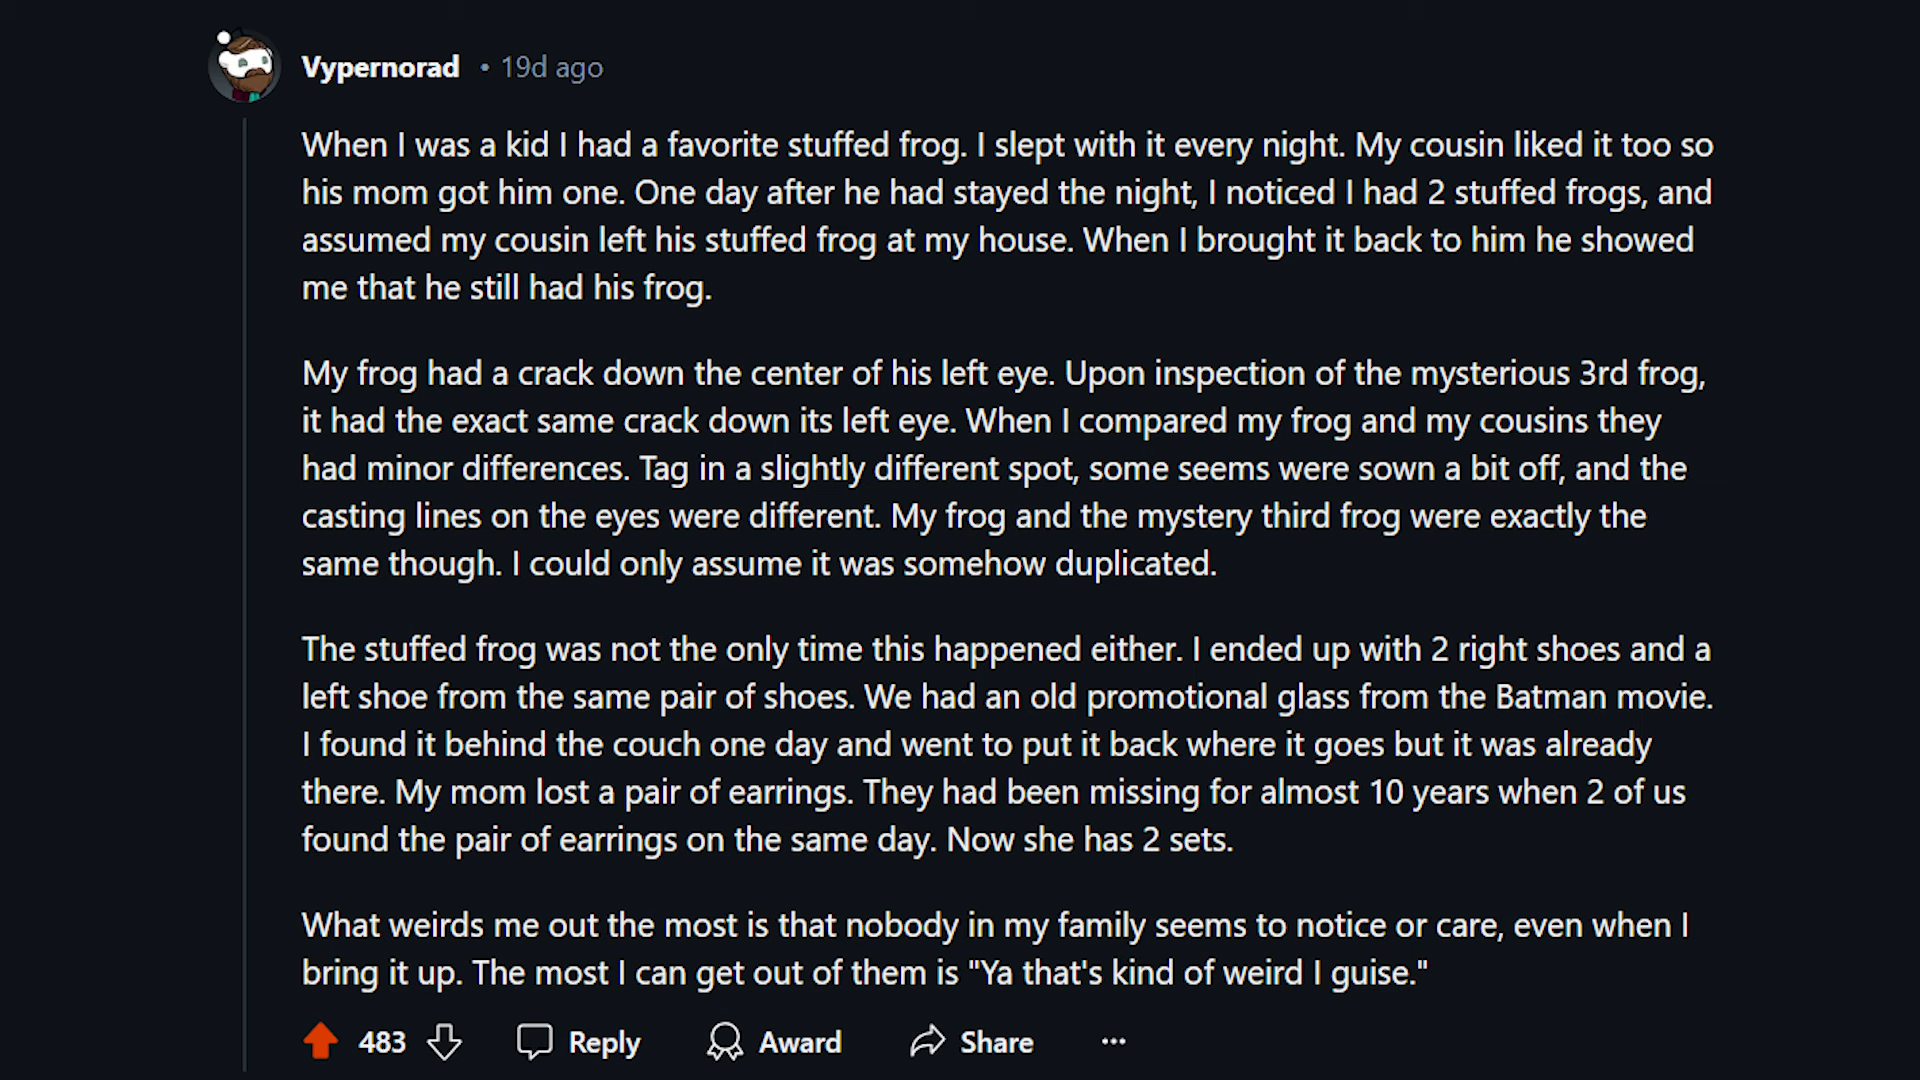 Vypernorad • 19d ago
When I was a kid I had a favorite stuffed frog. I slept with it every night. My cousin liked it too so
his mom got him one. One day after he had stayed the night, I noticed I had 2 stuffed frogs, and
assumed my cousin left his stuffed frog at my house. When I brought it back to him he showed
me that he still had his frog.
My frog had a crack down the center of his left eye. Upon inspection of the mysterious 3rd frog,
it had the exact same crack down its left eye. When I compared my frog and my cousins they
had minor differences. Tag in a slightly different spot, some seems were sown a bit off, and the
casting lines on the eyes were different. My frog and the mystery third frog were exactly the
same though. I could only assume it was somehow duplicated.
The stuffed frog was not the only time this happened either. I ended up with 2 right shoes and a
left shoe from the same pair of shoes. We had an old promotional glass from the Batman movie.
I found it behind the couch one day and went to put it back where it goes but it was already
there. My mom lost a pair of earrings. They had been missing for almost 10 years when 2 of us
found the pair of earrings on the same day. Now she has 2 sets.
What weirds me out the most is that nobody in my family seems to notice or care, even when I
bring it up. The most I can get out of them is "Ya that's kind of weird I guise."
483 Reply Award Share ...